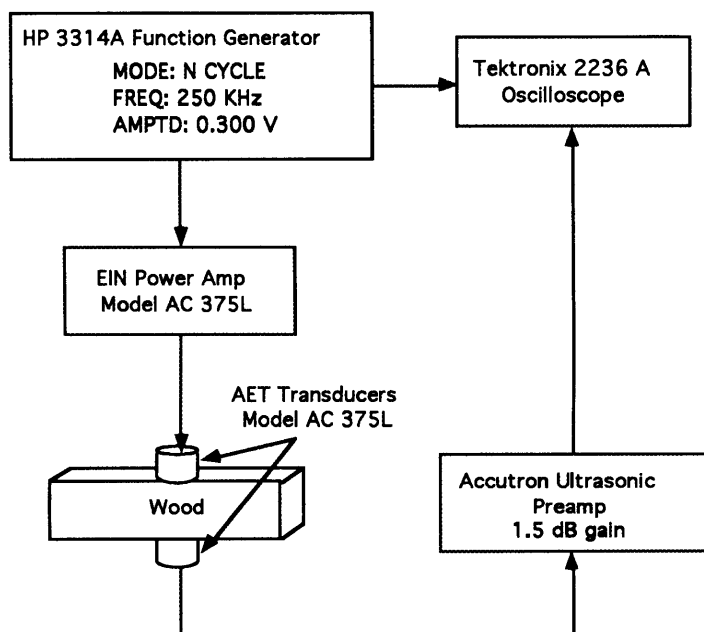 HP 3314A Function Generator
MODE: N CYCLE
FREQ: 250 KHz
AMPTD: 0.300 V
Tektronix 2236 A
Oscilloscope
EIN Power Amp
Model AC 375L
AET Transducers
Model AC 375L
Wood
Accutron Ultrasonic
Preamp
1.5 dB gain